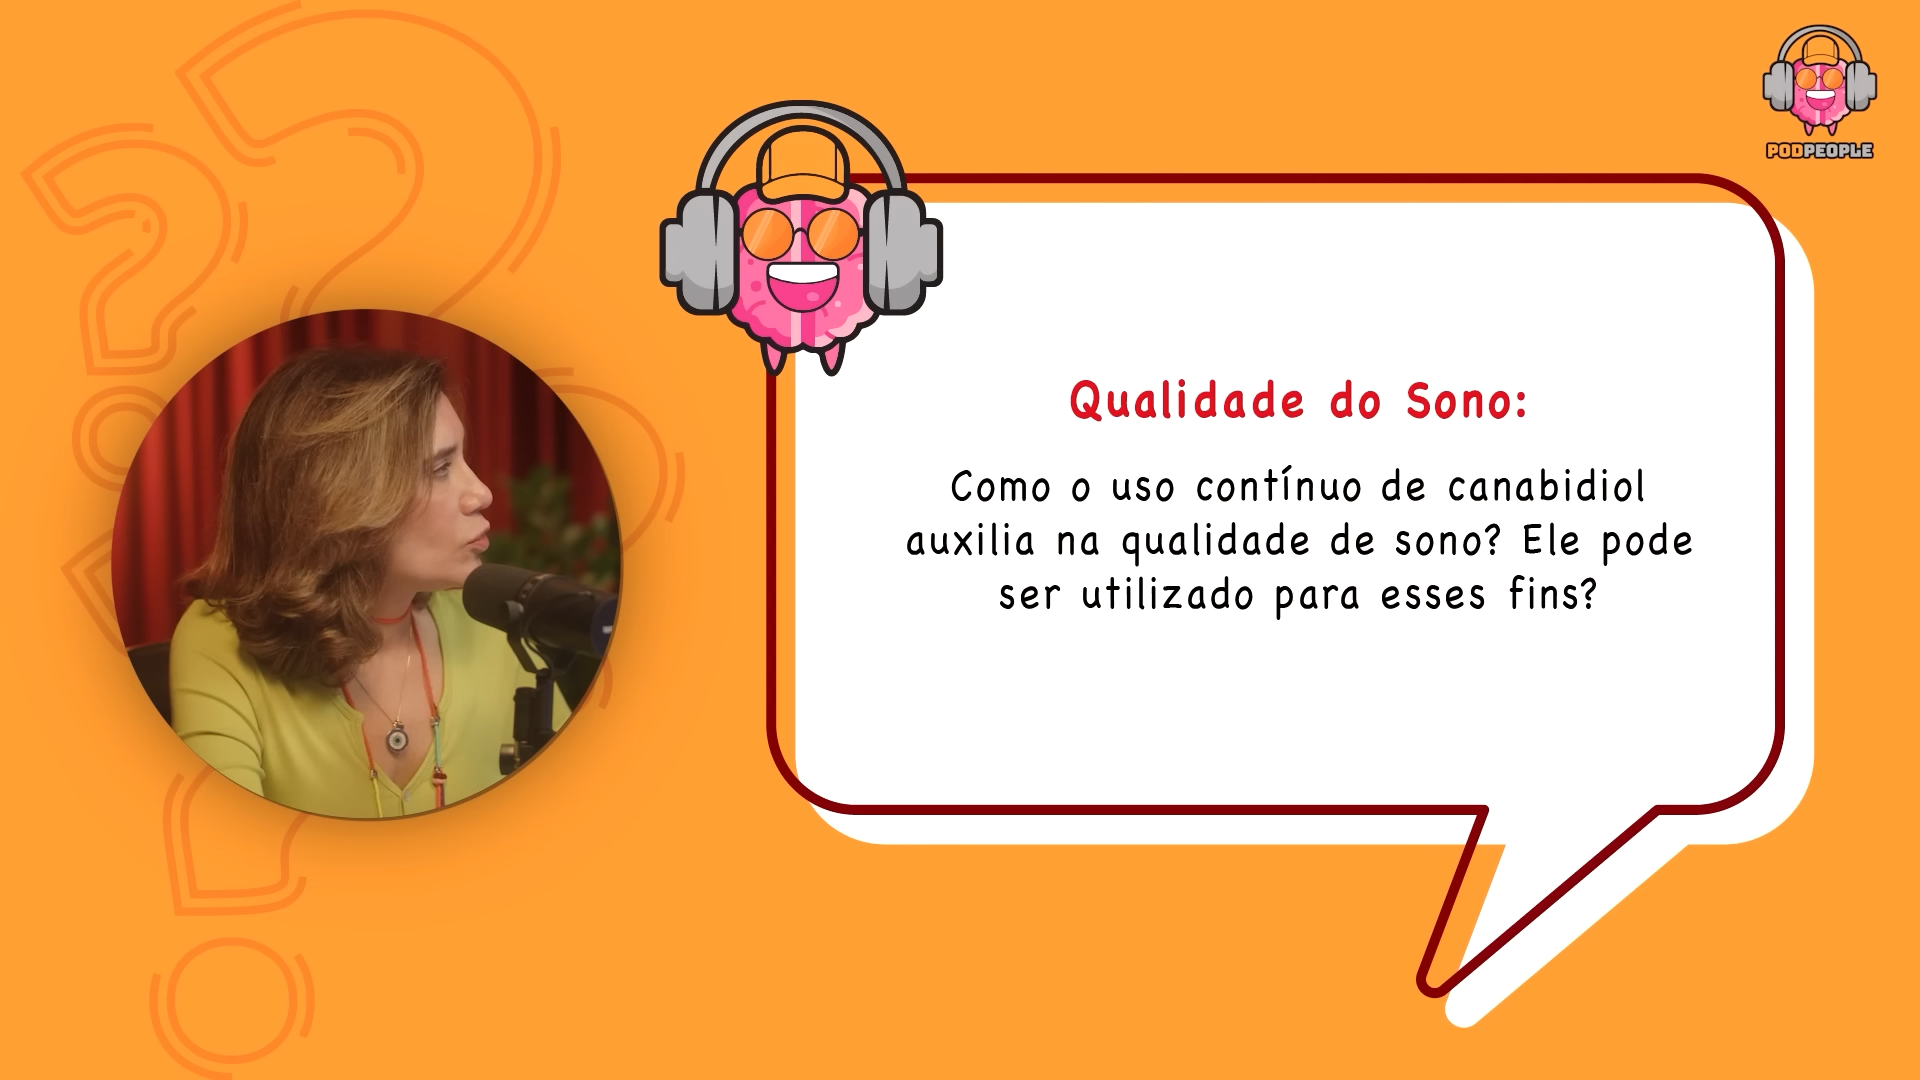 PODPEOPLE
Qualidade do Sono:
Como o uso contínuo de canabidiol
auxilia na qualidade de sono? Ele pode
ser utilizado para esses fins?